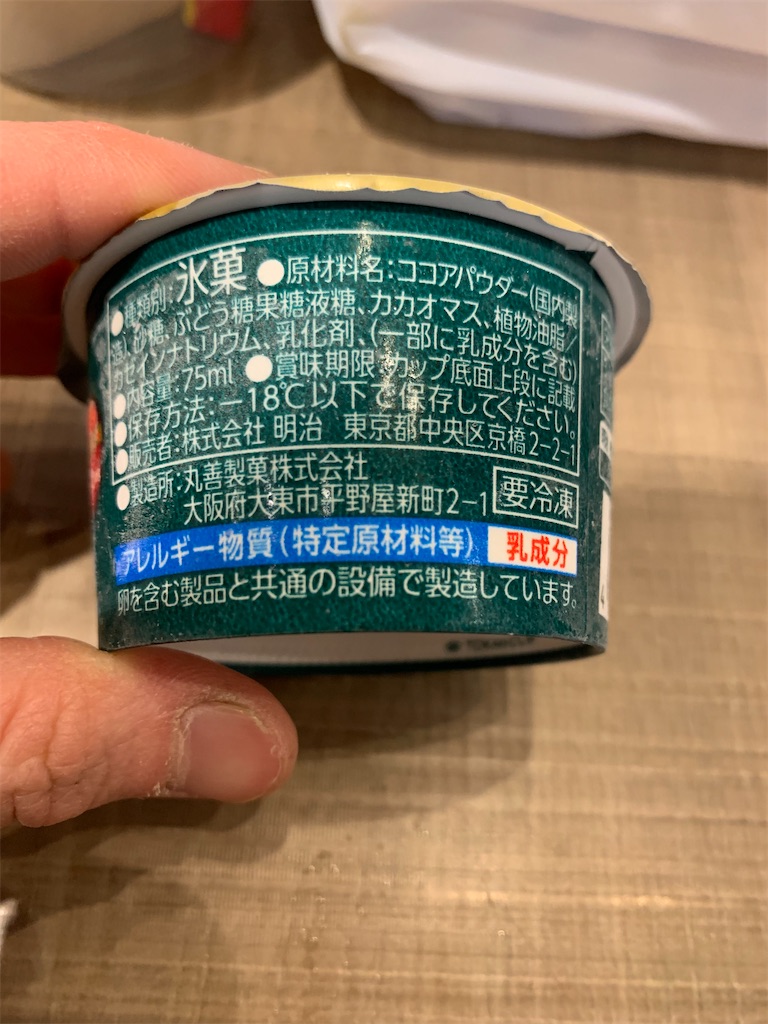 ●種類別:氷菓 ●原材料名:ココアパウダー(国内製
造)、砂糖、ぶどう糖果糖液糖、カカオマス、植物油脂/
カゼインナトリウム、乳化剤、(一部に乳成分を含む)
●内容量:75ml ●賞味期限:カップ底面上段に記載
●保存方法:−18℃以下で保存してください。
●販売者:株式会社 明治 東京都中央区京橋2−2−1
●製造所:丸善製菓株式会社
大阪府大東市平野屋新町2−1 要冷凍
アレルギー物質(特定原材料等) 乳成分
卵を含む製品と共通の設備で製造しています。